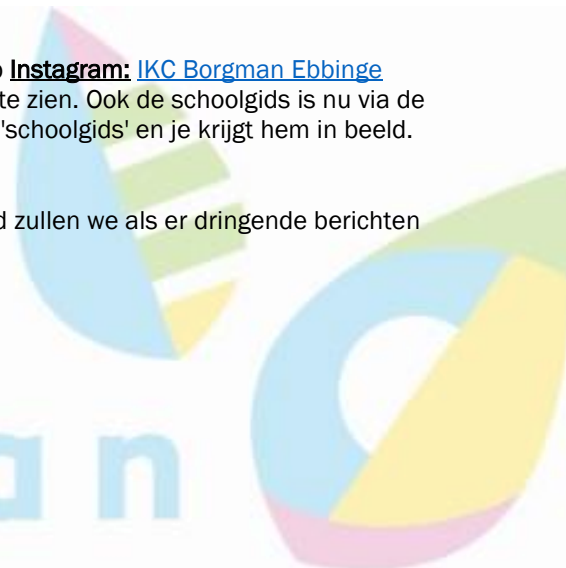 Instagram: IKC Borgman Ebbinge
te zien. Ook de schoolgids is nu via de
'schoolgids' en je krijgt hem in beeld.
zullen we als er dringende berichten
an